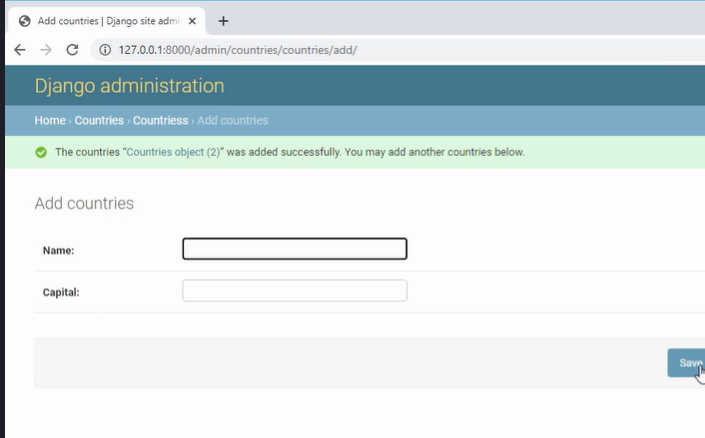 Add countries | Django site adm
127.0.0.1:8000/admin/countries/countries/add/
Django administration
Home › Countries › Countriess › Add countries
The countries “Countries object (2)” was added successfully. You may add another countries below.
Add countries
Name:
Capital:
Save